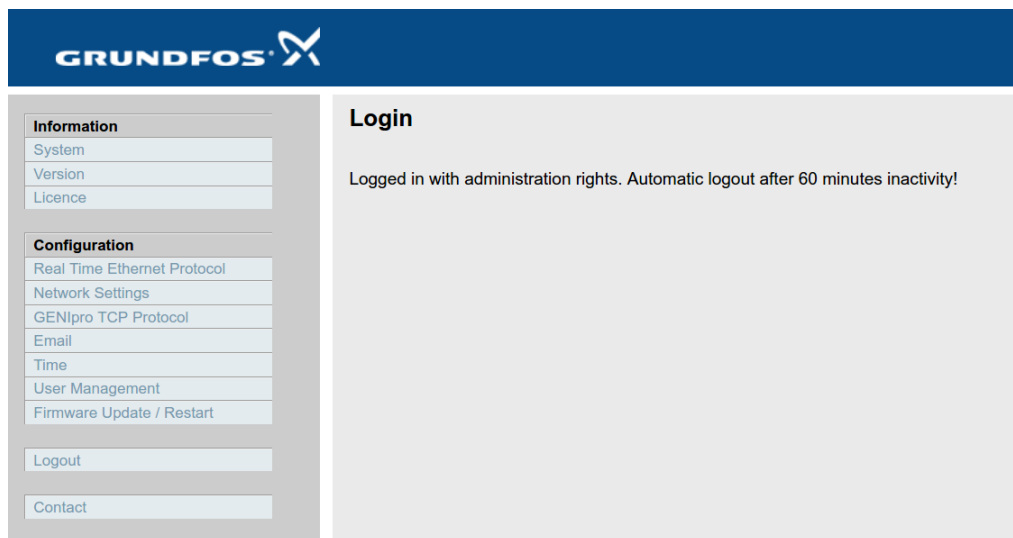 GRUNDFOS
Information
System
Version
Licence
Configuration
Real Time Ethernet Protocol
Network Settings
GENIpro TCP Protocol
Email
Time
User Management
Firmware Update / Restart
Logout
Contact
Login
Logged in with administration rights. Automatic logout after 60 minutes inactivity!